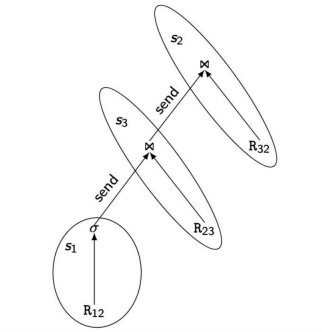 s2
⋈
send
R32
s3
⋈
send
R23
σ
s1
R12